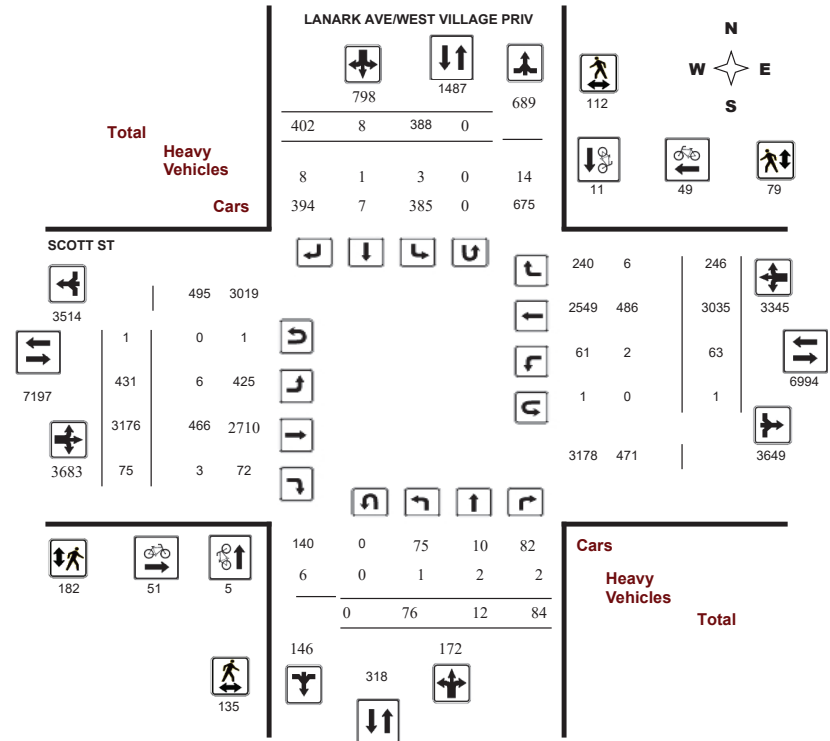 LANARK AVE/WEST VILLAGE PRIV
N
W E
S
798
1487
689
112
Total
402 8 388 0
Heavy
Vehicles
8 1 3 0 14
Cars
394 7 385 0 675
11
49
79
SCOTT ST
3514
495 3019
7197
1 0 1
431 6 425
3176 466 2710
3683
75 3 72
240 6 246
2549 486 3035
3345
61 2 63
6994
1 0 1
3178 471
3649
182
51
5
135
140 0 75 10 82
6 0 1 2 2
0 76 12 84
146
318
172
Cars
Heavy
Vehicles
Total